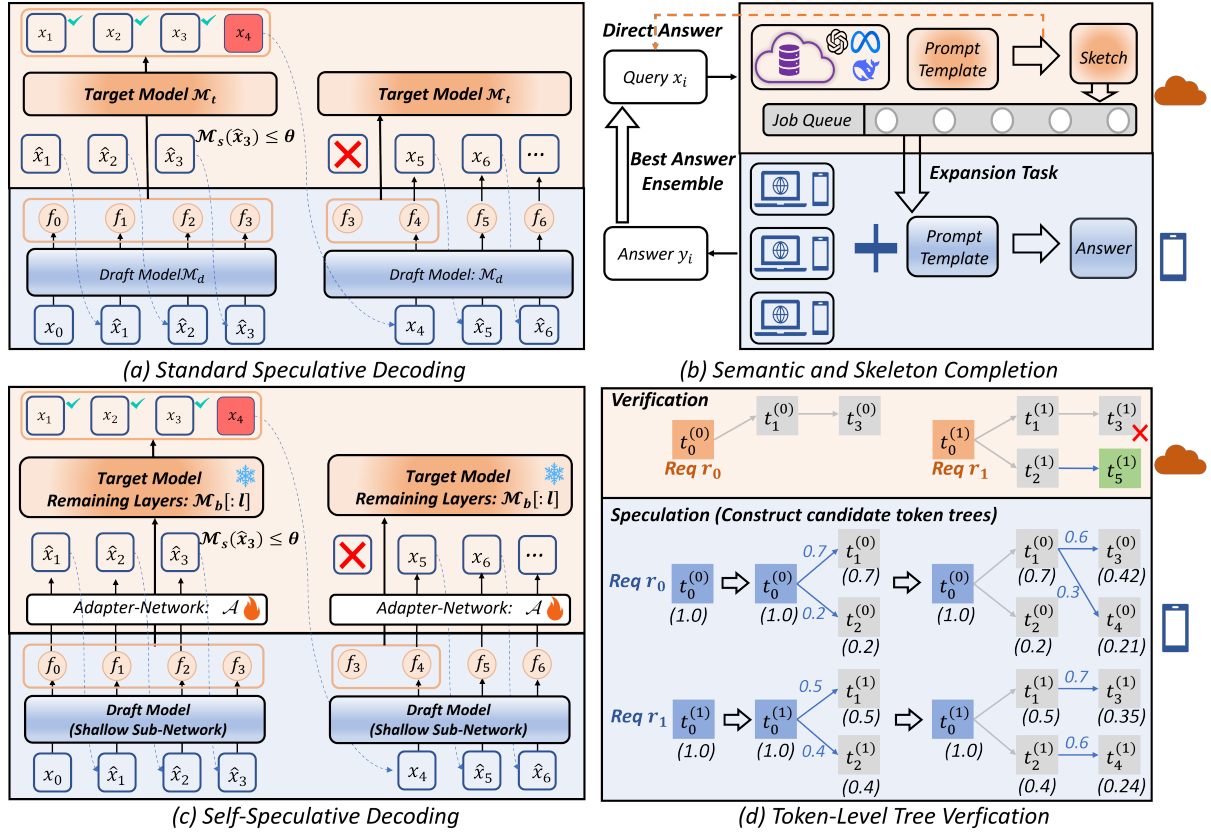 x₁ x₂ x₃ x₄
Target Model ℳₜ
Target Model ℳₜ
x̂₁ x̂₂ x̂₃ ℳₛ(x̂₃) ≤ θ
x₅ x₆ ...
f₀ f₁ f₂ f₃
f₃ f₄ f₅ f₆
Draft Modelℳ_d
Draft Model: ℳ_d
x₀ x̂₁ x̂₂ x̂₃
x₄ x̂₅ x̂₆
(a) Standard Speculative Decoding
Direct Answer
Query xᵢ
Prompt
Template
Sketch
Job Queue
Best Answer
Ensemble
Expansion Task
Answer yᵢ
Prompt
Template
Answer
(b) Semantic and Skeleton Completion
x₁ x₂ x₃ x₄
Target Model
Remaining Layers: ℳ_b[: l]
Target Model
Remaining Layers: ℳ_b[: l]
x̂₁ x̂₂ x̂₃ ℳₛ(x̂₃) ≤ θ
x₅ x₆ ...
Adapter-Network: 𝒜
Adapter-Network: 𝒜
f₀ f₁ f₂ f₃
f₃ f₄ f₅ f₆
Draft Model
(Shallow Sub-Network)
Draft Model
(Shallow Sub-Network)
x₀ x̂₁ x̂₂ x̂₃
x₄ x̂₅ x̂₆
(c) Self-Speculative Decoding
Verification
t₀⁽⁰⁾ t₁⁽⁰⁾ t₃⁽⁰⁾
Req r₀
t₀⁽¹⁾ t₁⁽¹⁾ t₃⁽¹⁾
Req r₁ t₂⁽¹⁾ t₅⁽¹⁾
Speculation (Construct candidate token trees)
Req r₀ t₀⁽⁰⁾ (1.0)
t₀⁽⁰⁾ (1.0) 0.7 t₁⁽⁰⁾ (0.7)
0.2 t₂⁽⁰⁾ (0.2)
t₀⁽⁰⁾ (1.0) t₁⁽⁰⁾ (0.7) 0.6 t₃⁽⁰⁾ (0.42)
t₂⁽⁰⁾ (0.2) 0.3 t₄⁽⁰⁾ (0.21)
Req r₁ t₀⁽¹⁾ (1.0)
t₀⁽¹⁾ (1.0) 0.5 t₁⁽¹⁾ (0.5)
0.4 t₂⁽¹⁾ (0.4)
t₀⁽¹⁾ (1.0) t₁⁽¹⁾ (0.5) 0.7 t₃⁽¹⁾ (0.35)
t₂⁽¹⁾ (0.4) 0.6 t₄⁽¹⁾ (0.24)
(d) Token-Level Tree Verfication